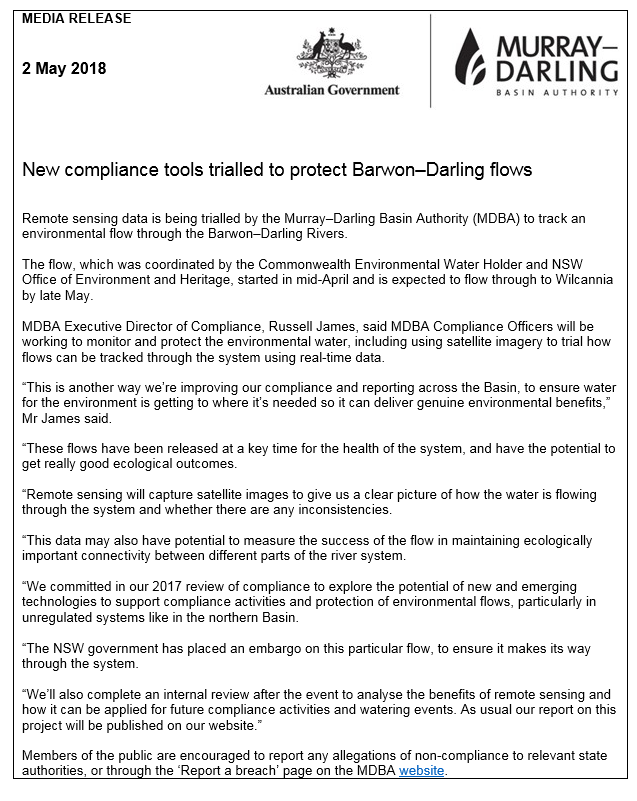 MEDIA RELEASE
2 May 2018
Australian Government
MURRAY–
DARLING
BASIN AUTHORITY
New compliance tools trialled to protect Barwon–Darling flows
Remote sensing data is being trialled by the Murray–Darling Basin Authority (MDBA) to track an
environmental flow through the Barwon–Darling Rivers.
The flow, which was coordinated by the Commonwealth Environmental Water Holder and NSW
Office of Environment and Heritage, started in mid-April and is expected to flow through to Wilcannia
by late May.
MDBA Executive Director of Compliance, Russell James, said MDBA Compliance Officers will be
working to monitor and protect the environmental water, including using satellite imagery to trial how
flows can be tracked through the system using real-time data.
“This is another way we’re improving our compliance and reporting across the Basin, to ensure water
for the environment is getting to where it’s needed so it can deliver genuine environmental benefits,”
Mr James said.
“These flows have been released at a key time for the health of the system, and have the potential to
get really good ecological outcomes.
“Remote sensing will capture satellite images to give us a clear picture of how the water is flowing
through the system and whether there are any inconsistencies.
“This data may also have potential to measure the success of the flow in maintaining ecologically
important connectivity between different parts of the river system.
“We committed in our 2017 review of compliance to explore the potential of new and emerging
technologies to support compliance activities and protection of environmental flows, particularly in
unregulated systems like in the northern Basin.
“The NSW government has placed an embargo on this particular flow, to ensure it makes its way
through the system.
“We’ll also complete an internal review after the event to analyse the benefits of remote sensing and
how it can be applied for future compliance activities and watering events. As usual our report on this
project will be published on our website.”
Members of the public are encouraged to report any allegations of non-compliance to relevant state
authorities, or through the ‘Report a breach’ page on the MDBA website.